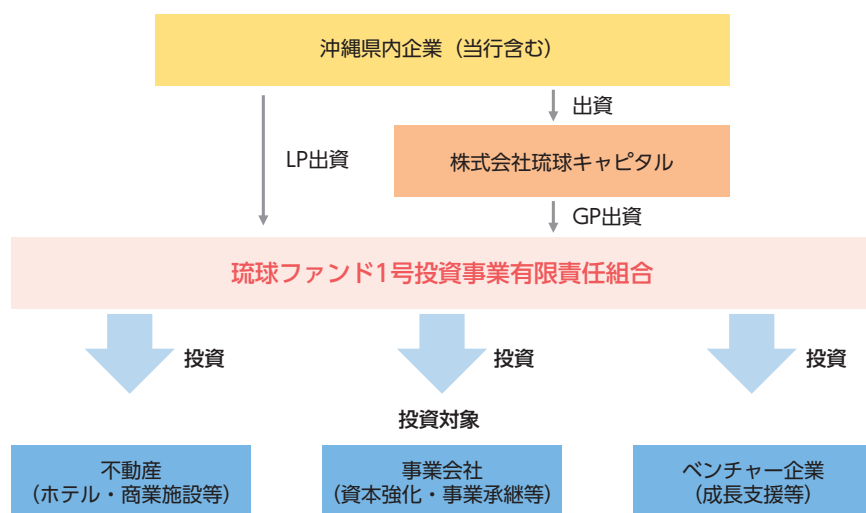 沖縄県内企業（当行含む）
出資
LP出資
株式会社琉球キャピタル
GP出資
琉球ファンド1号投資事業有限責任組合
投資
投資
投資
投資対象
不動産
（ホテル・商業施設等）
事業会社
（資本強化・事業承継等）
ベンチャー企業
（成長支援等）